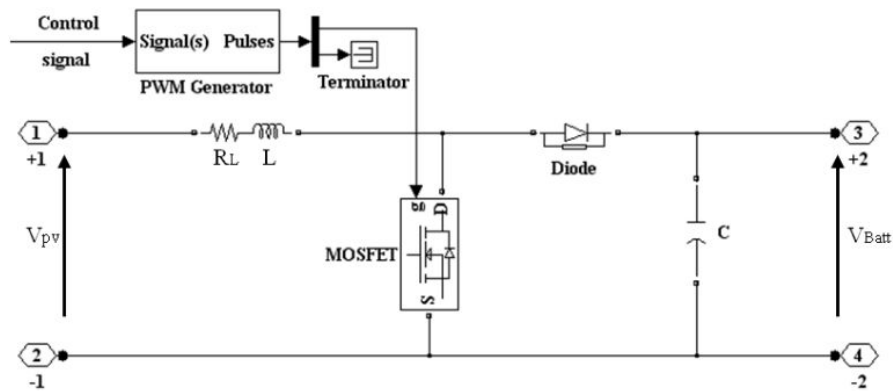 Control
signal
Signal(s) Pulses
PWM Generator
Terminator
1
+1
RL L
Diode
3
+2
Vpv
g D
MOSFET
S
C
VBatt
2
-1
4
-2